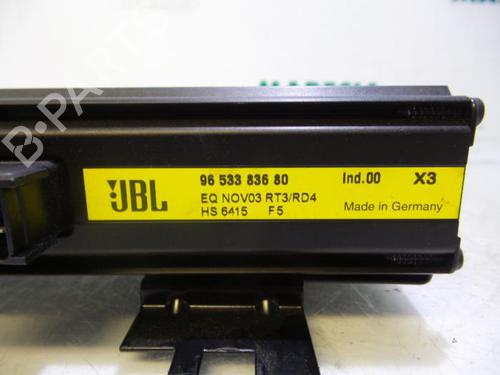 JBL
96 533 836 80 Ind.00 X3
EQ NOV03 RT3/RD4
HS 6415 F5 Made in Germany
B-PARTS